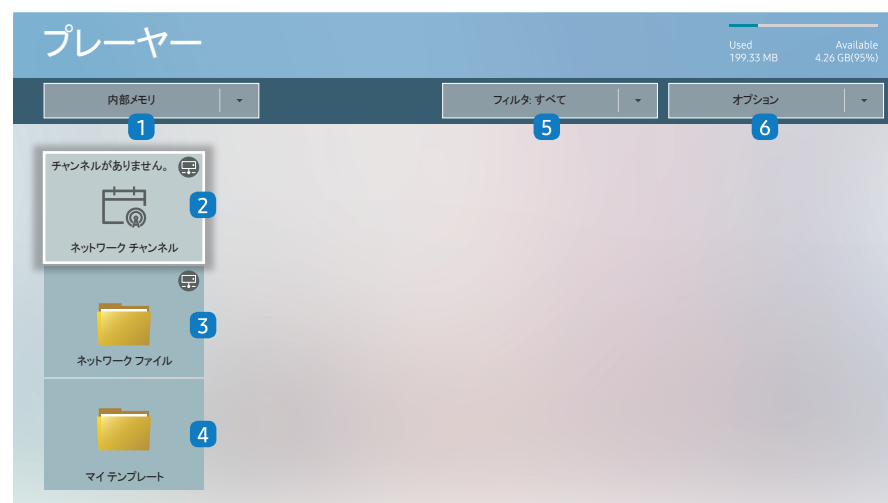 プレーヤー
Used
199.33 MB
Available
4.26 GB(95%)
内部メモリ
フィルタ: すべて
オプション
1
5
6
チャンネルがありません。
2
ネットワーク チャンネル
3
ネットワーク ファイル
4
マイ テンプレート